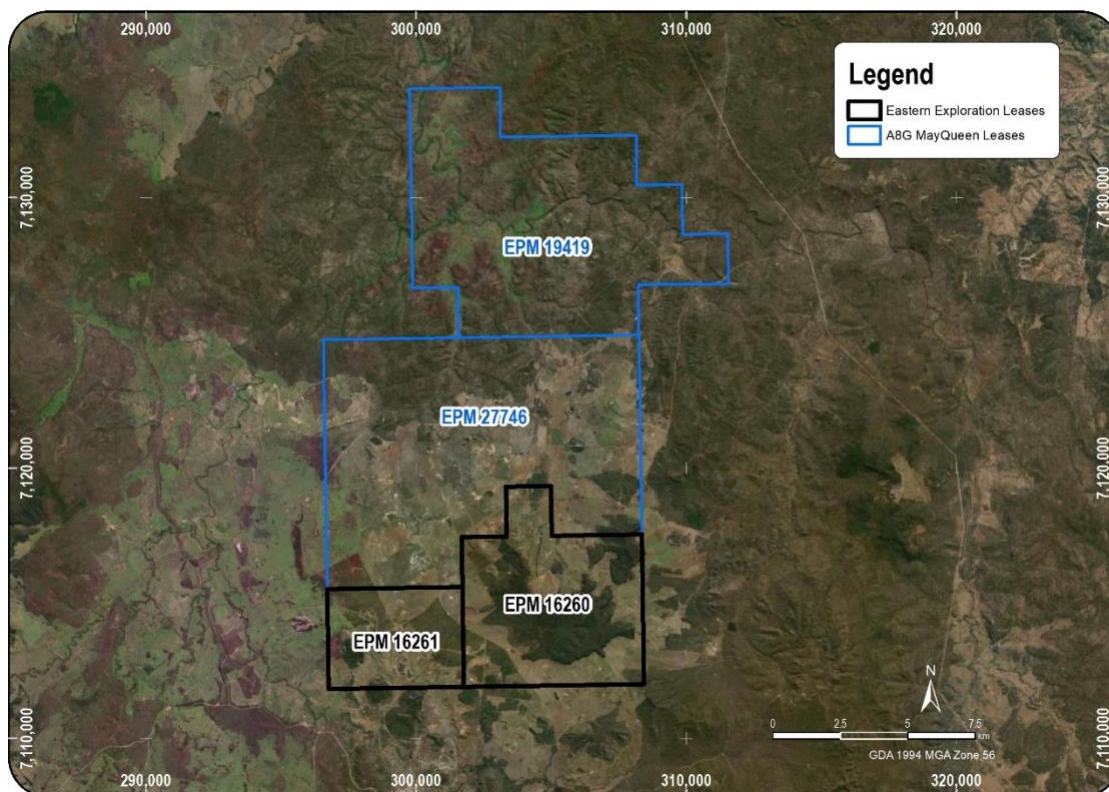 290,000 300,000 310,000 320,000
Legend
Eastern Exploration Leases
A8G MayQueen Leases
7,130,000 7,130,000
EPM 19419
EPM 27746
7,120,000 7,120,000
EPM 16260
EPM 16261
N
0 2.5 5 7.5
km
7,110,000 7,110,000
GDA 1994 MGA Zone 56
290,000 300,000 310,000 320,000